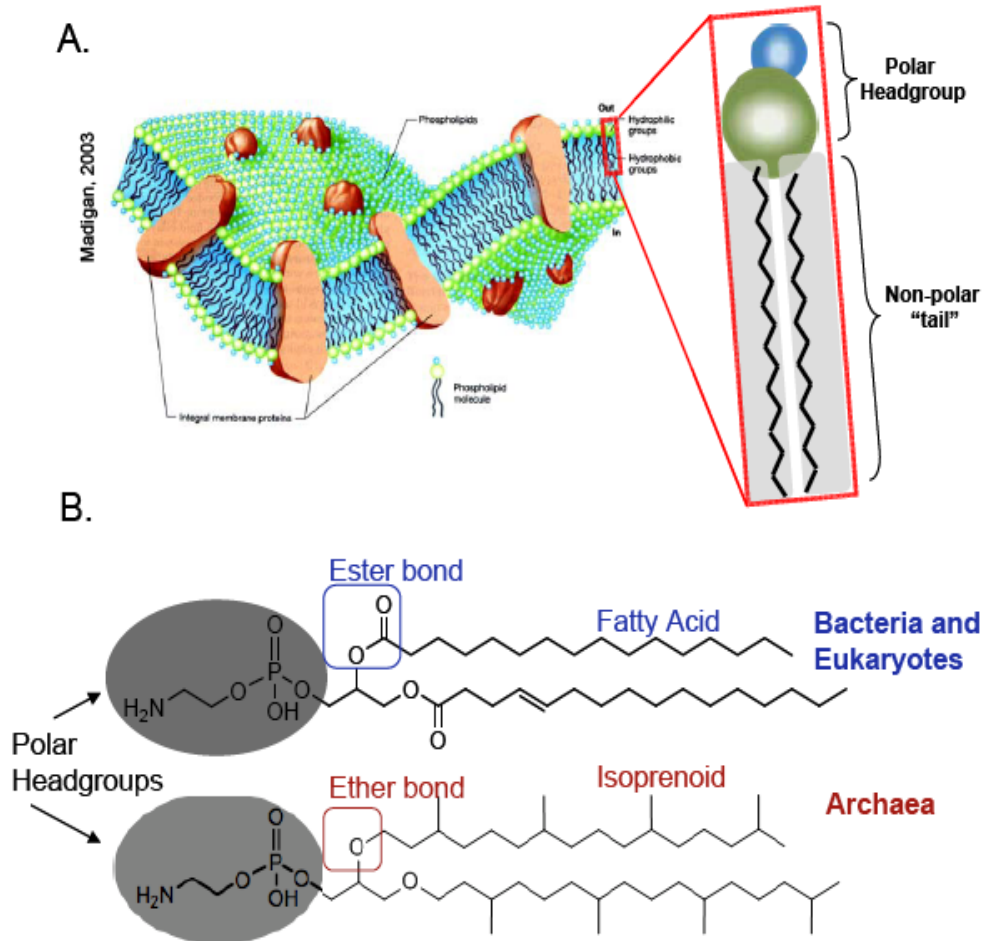 A.
Madigan, 2003
Phospholipids
Out
Hydrophilic
groups
Hydrophobic
groups
In
Integral membrane proteins
Phospholipid
molecule
Polar
Headgroup
Non-polar
“tail”
B.
Ester bond
Fatty Acid
Bacteria and
Eukaryotes
O
O
P
O
O
O
O
OH
H₂N
O
Polar
Headgroups
Ether bond
Isoprenoid
Archaea
O
O
P
O
O
O
OH
H₂N